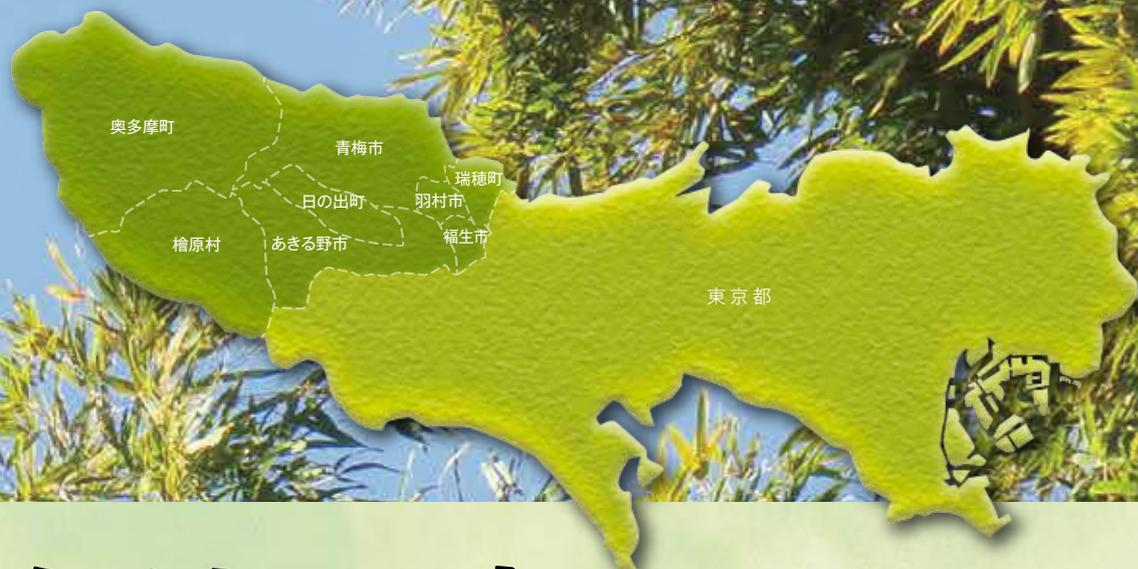 奥多摩町
青梅市
瑞穂町
日の出町
羽村市
福生市
檜原村
あきる野市
東京都